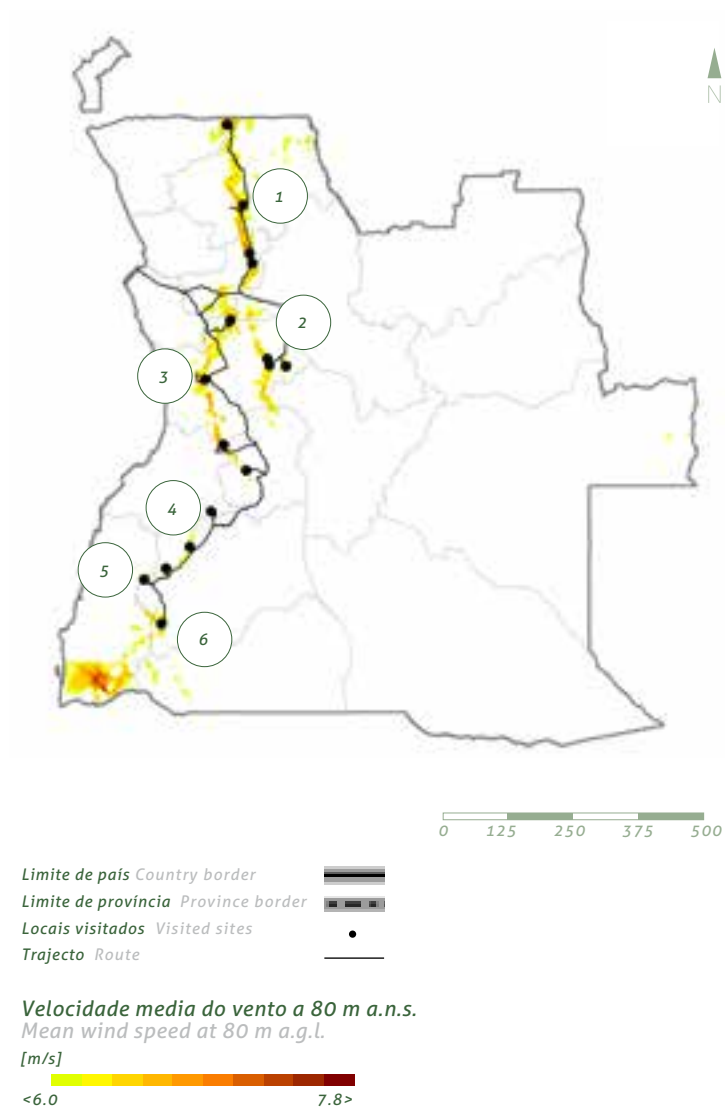 N
1
2
3
4
5
6
0 125 250 375 500
Limite de país Country border
Limite de província Province border
Locais visitados Visited sites
Trajecto Route
Velocidade media do vento a 80 m a.n.s.
Mean wind speed at 80 m a.g.l.
[m/s]
<6.0 7.8>